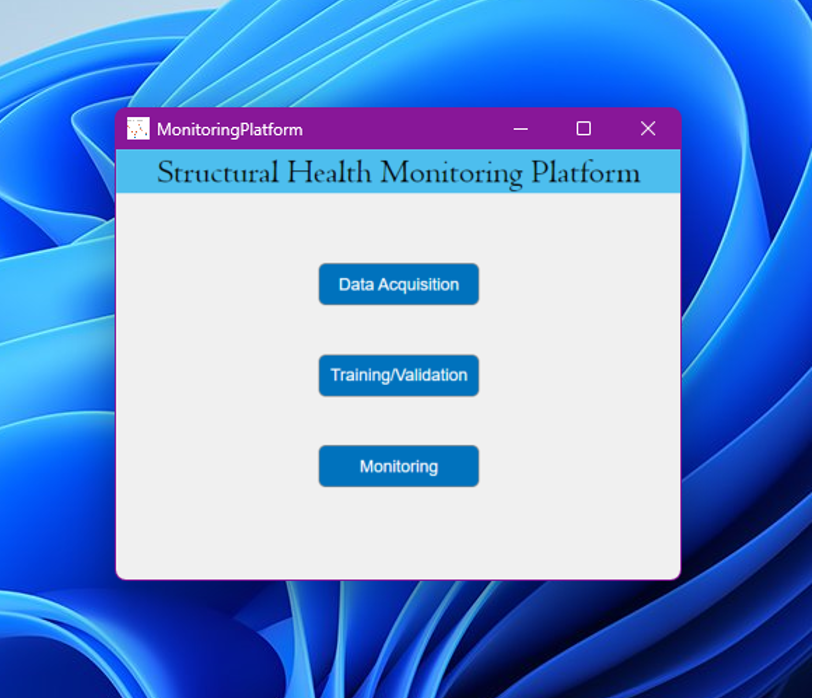 MonitoringPlatform
Structural Health Monitoring Platform
Data Acquisition
Training/Validation
Monitoring